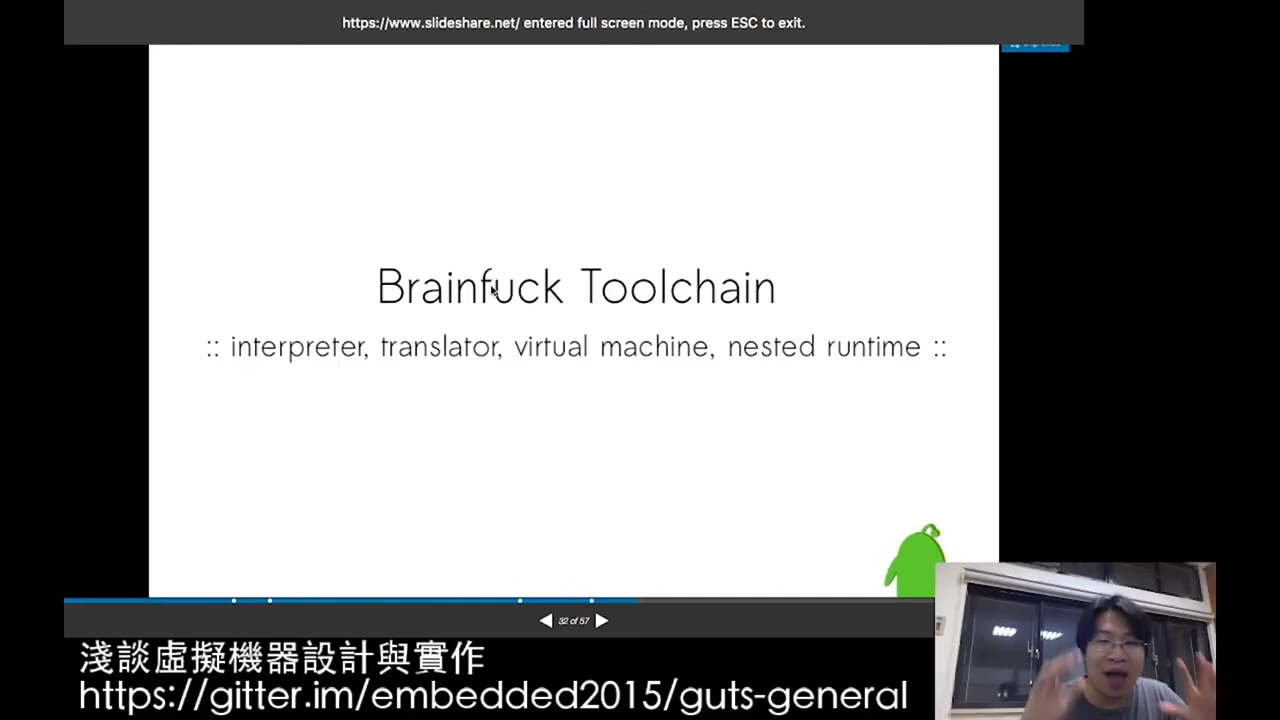 https://www.slideshare.net/ entered full screen mode, press ESC to exit.
Brainfuck Toolchain
:: interpreter, translator, virtual machine, nested runtime ::
32 of 57
淺談虛擬機器設計與實作
https://gitter.im/embedded2015/guts-general